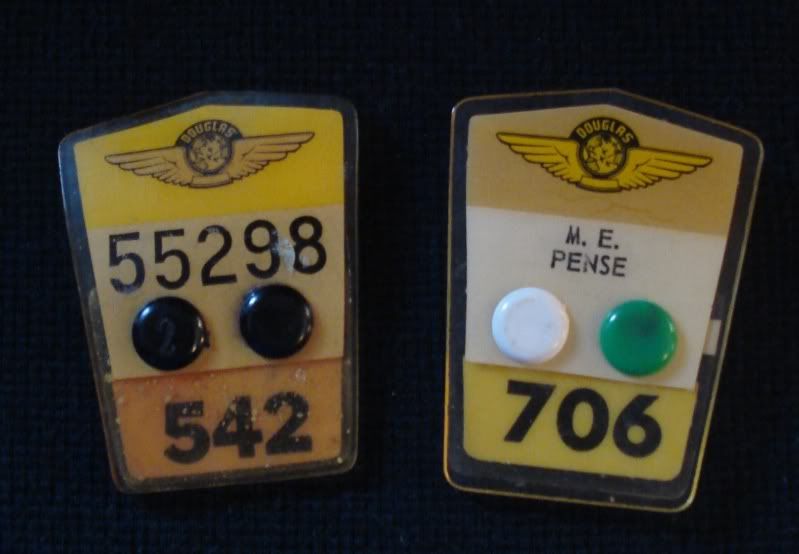 DOUGLAS
55298
2
542
DOUGLAS
M. E.
PENSE
706